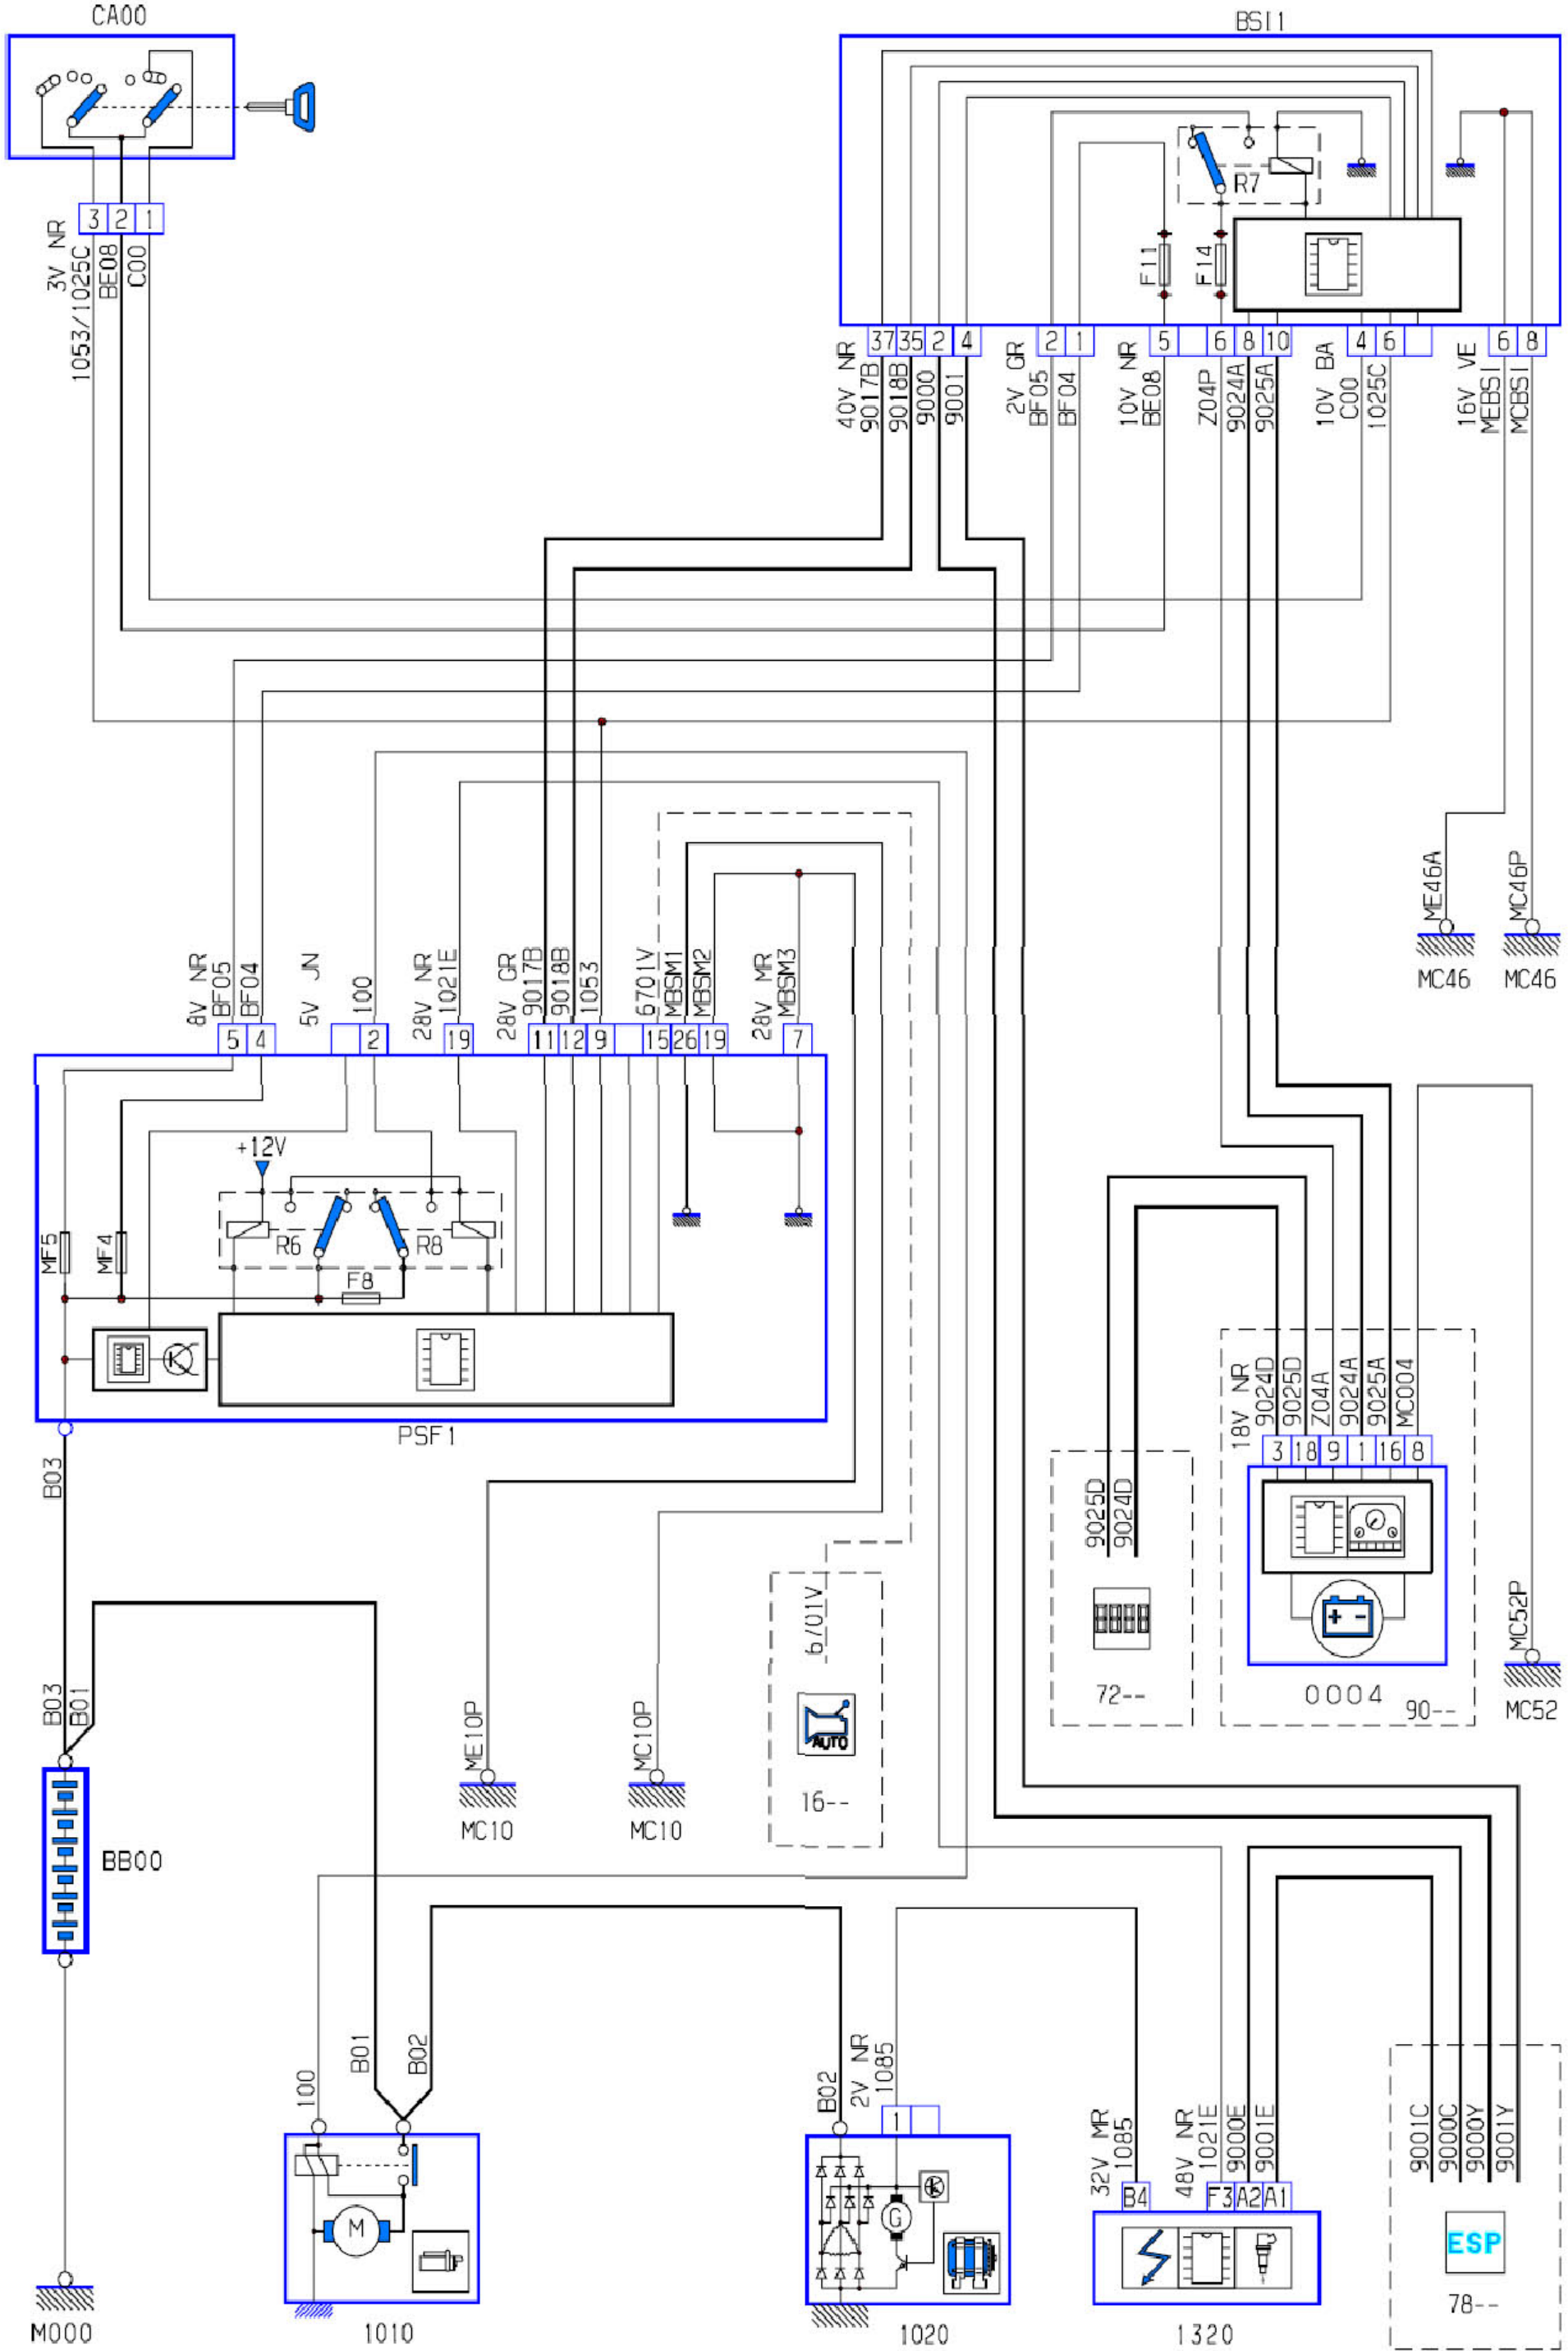 CA00
BSI1
R7
F11
F14
3 2 1
3V NR
1053/1025C
BE08
C00
37 35 2 4
2 1
5
6 8 10
4 6
6 8
40V NR
9017B
9018B
9000
9001
2V GR
BF05
BF04
10V NR
BE08
Z04P
9024A
9025A
10V BA
C00
1025C
16V VE
MEBSI
MCBSI
ME46A
MC46P
MC46
MC46
8V NR
BF05
BF04
5V JN
100
28V NR
1021E
28V GR
9017B
9018B
1053
6701V
MBSM1
MBSM2
28V MR
MBSM3
5 4
2
19
11 12 9
15 26 19
7
+12V
MF5
MF4
R6
R8
F8
PSF1
B03
18V NR
9024D
9025D
Z04A
9024A
9025A
MC004
3 18 9 1 16 8
9025D
9024D
+ -
72--
0004
90--
MC52P
MC52
B03
B01
ME10P
MC10P
MC10
MC10
6701V
AUTO
16--
BB00
100
B01
B02
B02
2V NR
1085
1
M
G
32V MR
1085
48V NR
1021E
9000E
9001E
B4
F3 A2 A1
9001C
9000C
9000Y
9001Y
ESP
78--
M000
1010
1020
1320